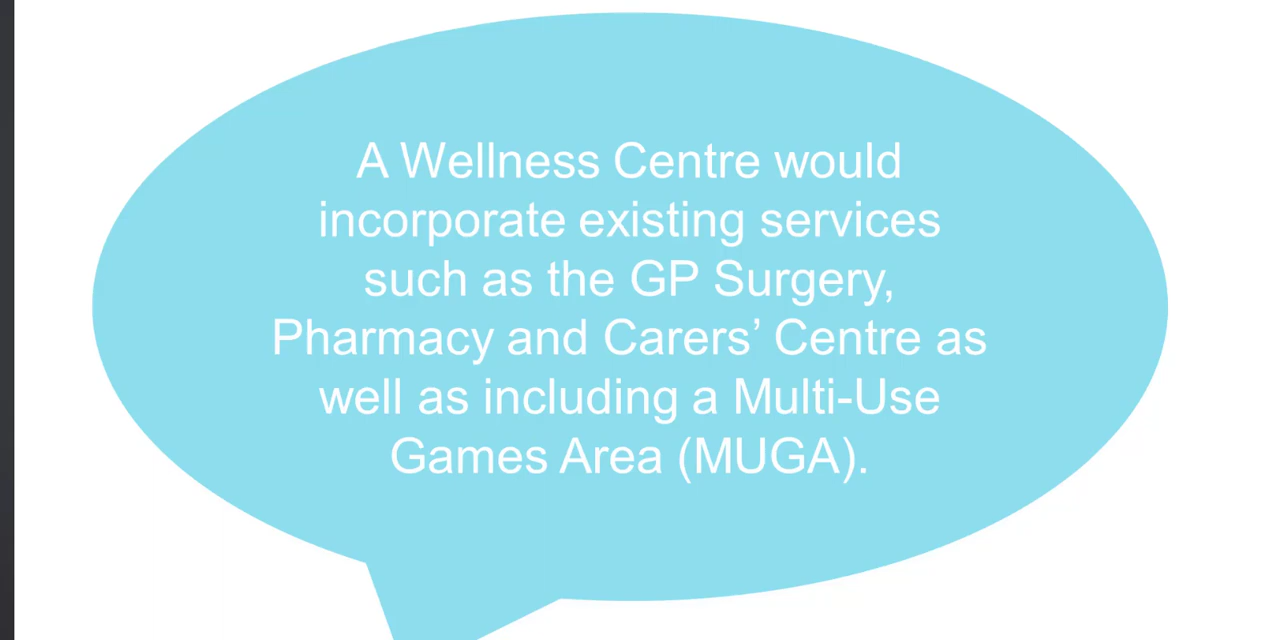 A Wellness Centre would
incorporate existing services
such as the GP Surgery,
Pharmacy and Carers’ Centre as
well as including a Multi-Use
Games Area (MUGA).